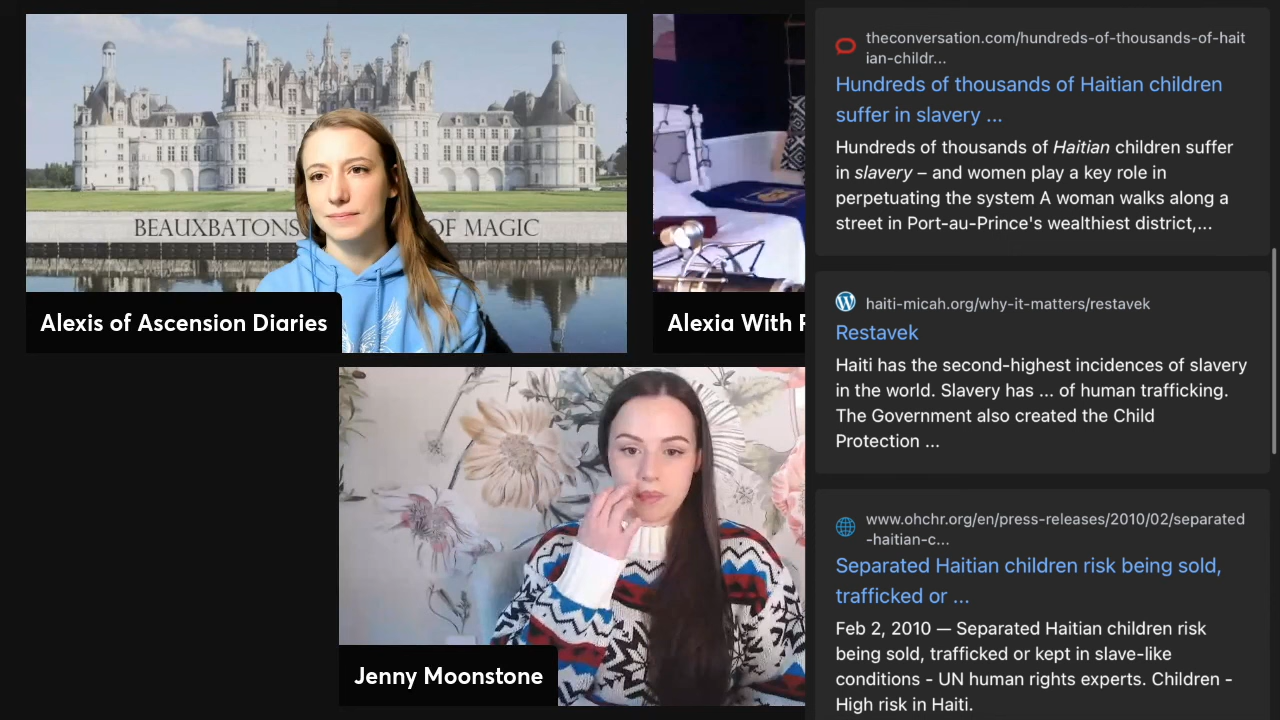 BEAUXBATONS OF MAGIC
Alexis of Ascension Diaries
Alexia With
Jenny Moonstone
theconversation.com/hundreds-of-thousands-of-hait
ian-childr...
Hundreds of thousands of Haitian children
suffer in slavery ...
Hundreds of thousands of Haitian children suffer
in slavery – and women play a key role in
perpetuating the system A woman walks along a
street in Port-au-Prince's wealthiest district,...
haiti-micah.org/why-it-matters/restavek
Restavek
Haiti has the second-highest incidences of slavery
in the world. Slavery has ... of human trafficking.
The Government also created the Child
Protection ...
www.ohchr.org/en/press-releases/2010/02/separated
-haitian-c...
Separated Haitian children risk being sold,
trafficked or ...
Feb 2, 2010 — Separated Haitian children risk
being sold, trafficked or kept in slave-like
conditions - UN human rights experts. Children -
High risk in Haiti.